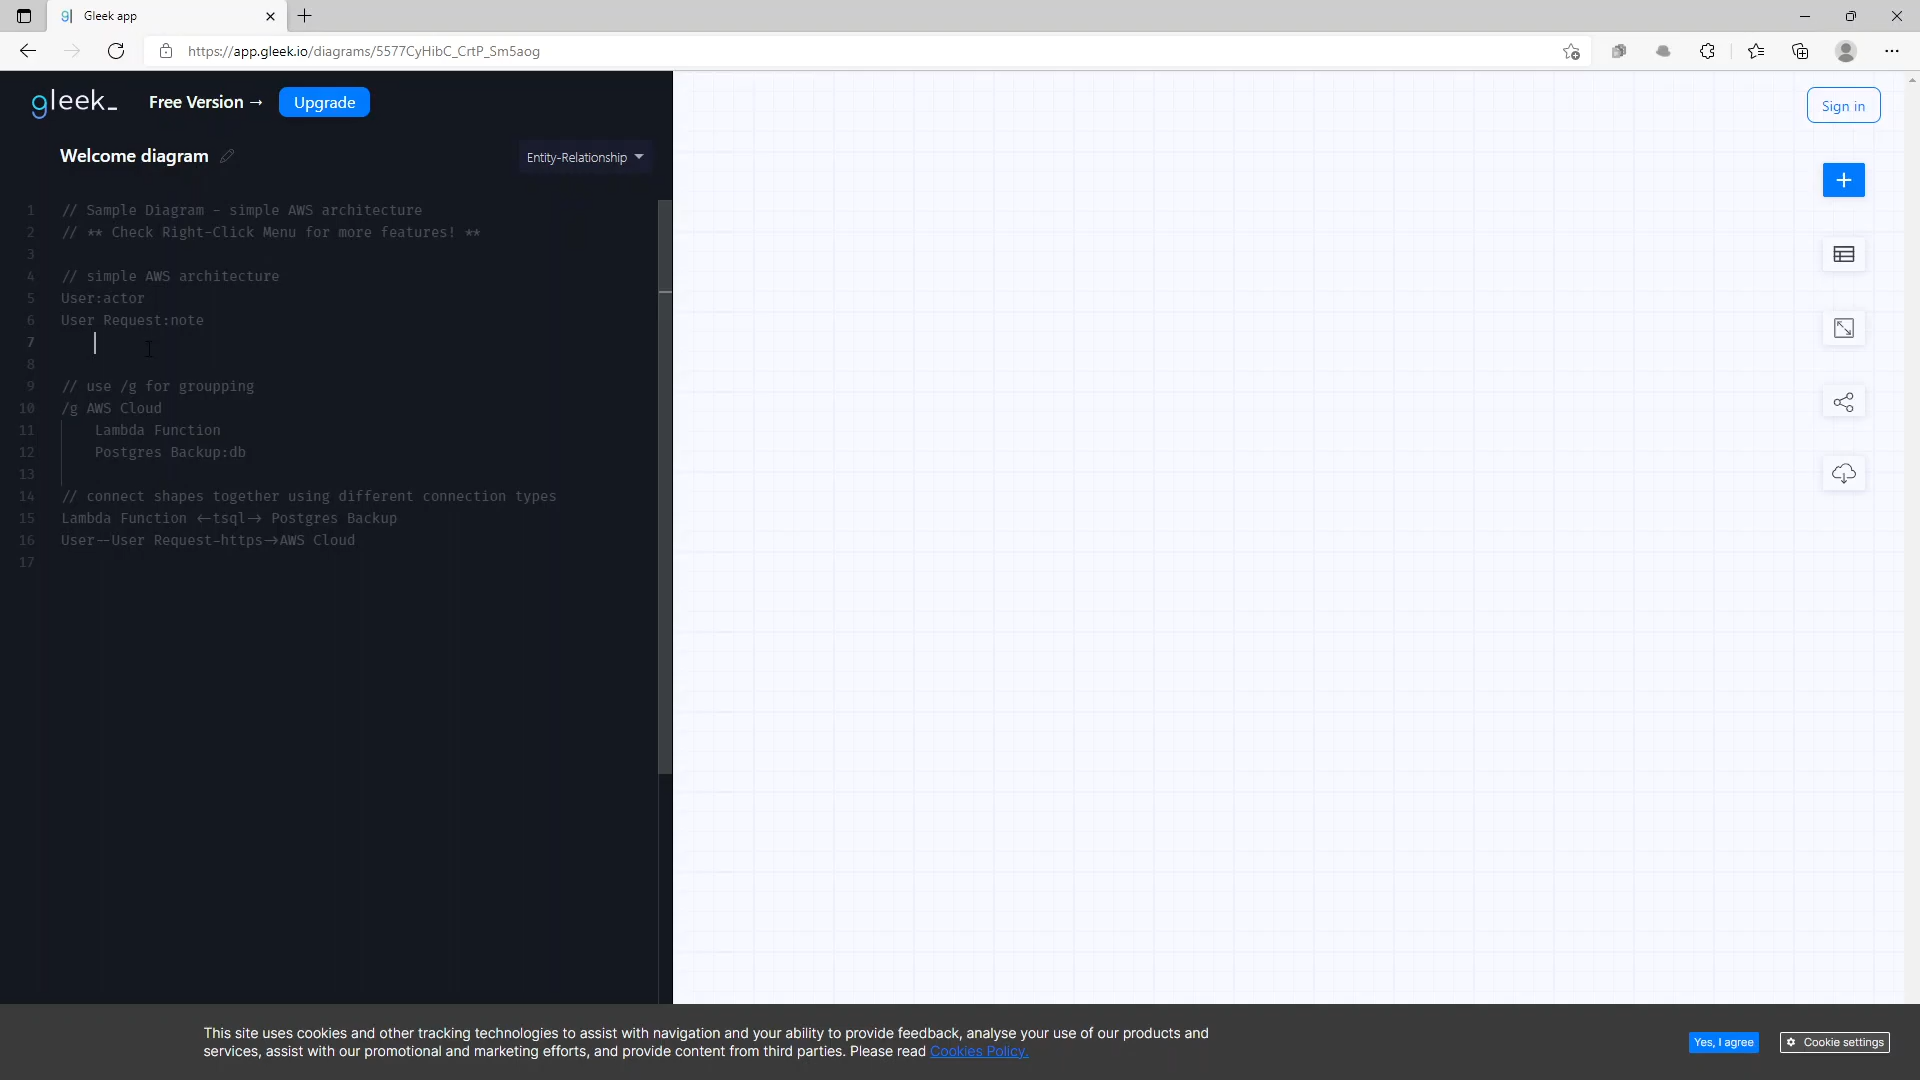 Gleek app
https://app.gleek.io/diagrams/5577CyHibC_CrtP_Sm5aog
gleek_
Free Version →
Upgrade
Sign in
Welcome diagram
Entity-Relationship
1 // Sample Diagram - simple AWS architecture
2 // ** Check Right-Click Menu for more features! **
3
4 // simple AWS architecture
5 User:actor
6 User Request:note
7
8
9 // use /g for groupping
10 /g AWS Cloud
11 Lambda Function
12 Postgres Backup:db
13
14 // connect shapes together using different connection types
15 Lambda Function <-tsql-> Postgres Backup
16 User--User Request-https->AWS Cloud
17
This site uses cookies and other tracking technologies to assist with navigation and your ability to provide feedback, analyse your use of our products and
services, assist with our promotional and marketing efforts, and provide content from third parties. Please read Cookies Policy.
Yes, I agree
Cookie settings